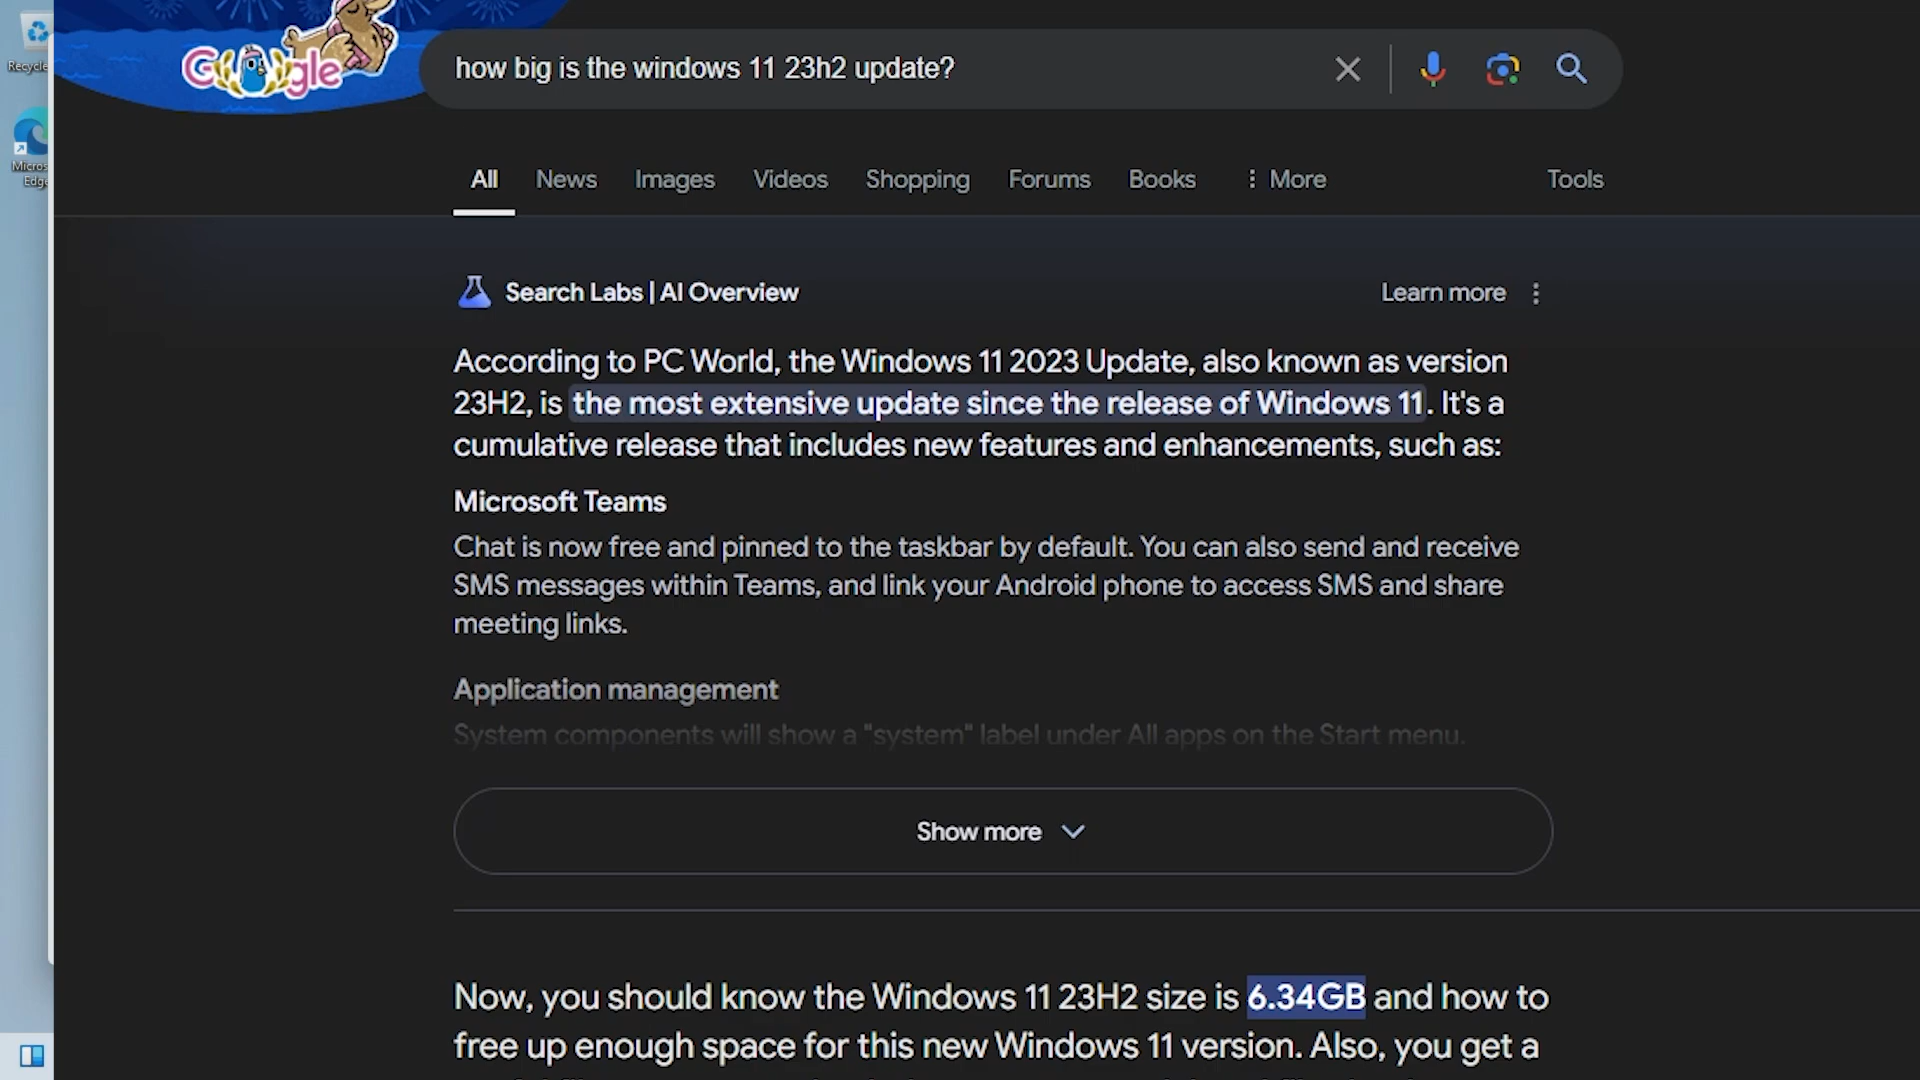 Google
how big is the windows 11 23h2 update?
Recycle
Micros
Edge
All News Images Videos Shopping Forums Books More Tools
Search Labs | AI Overview Learn more
According to PC World, the Windows 11 2023 Update, also known as version
23H2, is the most extensive update since the release of Windows 11. It's a
cumulative release that includes new features and enhancements, such as:
Microsoft Teams
Chat is now free and pinned to the taskbar by default. You can also send and receive
SMS messages within Teams, and link your Android phone to access SMS and share
meeting links.
Application management
System components will show a "system" label under All apps on the Start menu.
Show more
Now, you should know the Windows 11 23H2 size is 6.34GB and how to
free up enough space for this new Windows 11 version. Also, you get a